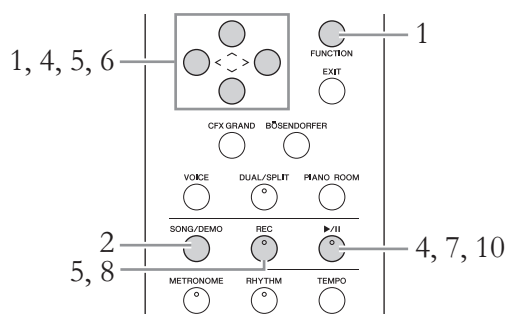 1
1, 4, 5, 6
FUNCTION
< >
EXIT
CFX GRAND BÖSENDORFER
VOICE DUAL/SPLIT PIANO ROOM
SONG/DEMO REC ▶/II
2
4, 7, 10
5, 8
METRONOME RHYTHM TEMPO